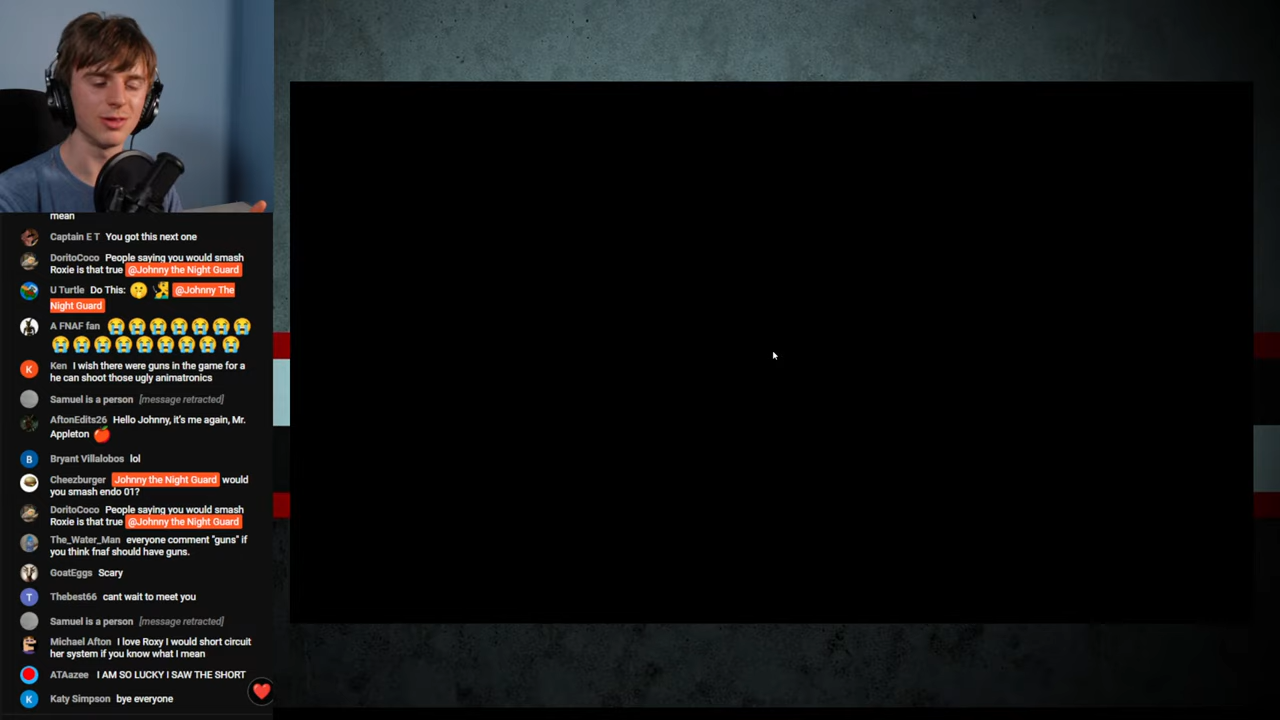 mean
Captain E T You got this next one
DoritoCoco People saying you would smash
Roxie is that true @Johnny the Night Guard
U Turtle Do This: 🤫 🧏‍♂️ @Johnny The
Night Guard
A FNAF fan 😭😭😭😭😭😭😭
😭😭😭😭😭😭😭😭😭
Ken I wish there were guns in the game for a
he can shoot those ugly animatronics
Samuel is a person [message retracted]
AftonEdits26 Hello Johnny, it's me again, Mr.
Appleton 🍎
Bryant Villalobos lol
Cheezburger Johnny the Night Guard would
you smash endo 01?
DoritoCoco People saying you would smash
Roxie is that true @Johnny the Night Guard
The_Water_Man everyone comment "guns" if
you think fnaf should have guns.
GoatEggs Scary
Thebest66 cant wait to meet you
Samuel is a person [message retracted]
Michael Afton I love Roxy I would short circuit
her system if you know what I mean
ATAazee I AM SO LUCKY I SAW THE SHORT
Katy Simpson bye everyone
K
B
T
K